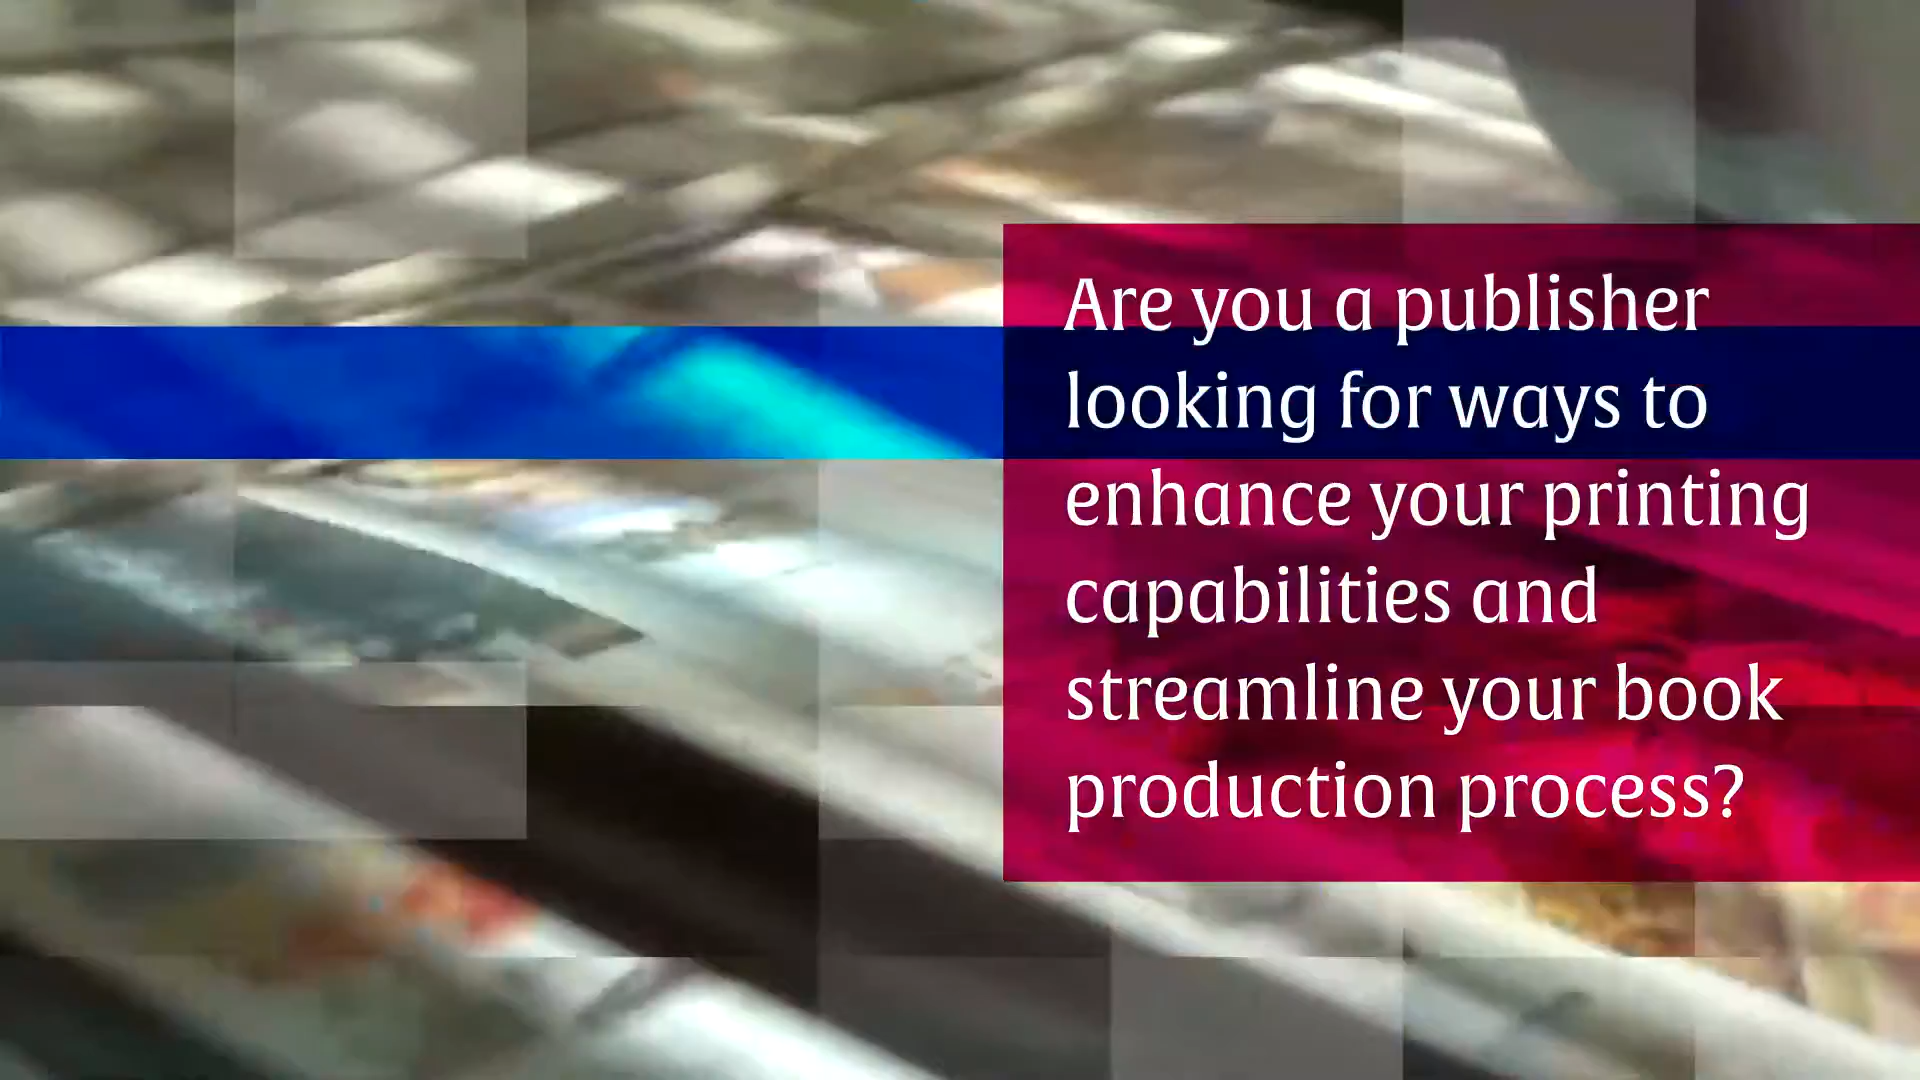 Are you a publisher
looking for ways to
enhance your printing
capabilities and
streamline your book
production process?